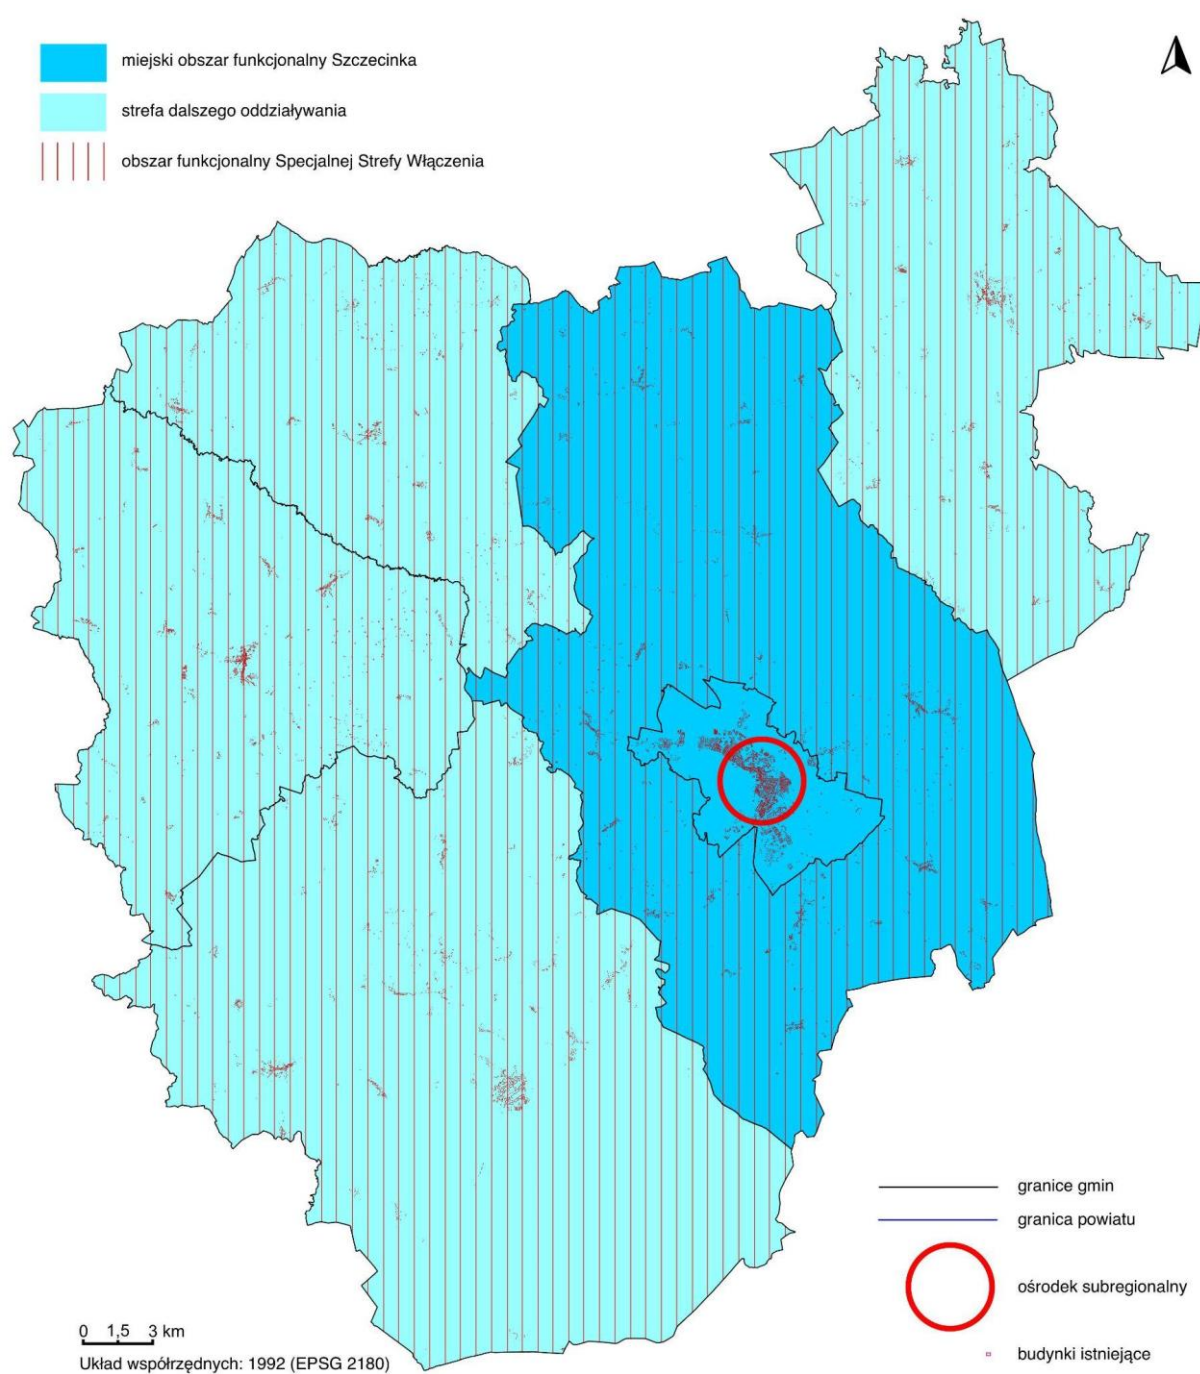 miejski obszar funkcjonalny Szczecinka
strefa dalszego oddziaływania
obszar funkcjonalny Specjalnej Strefy Włączenia
granice gmin
granica powiatu
ośrodek subregionalny
0 1,5 3 km
budynki istniejące
Układ współrzędnych: 1992 (EPSG 2180)